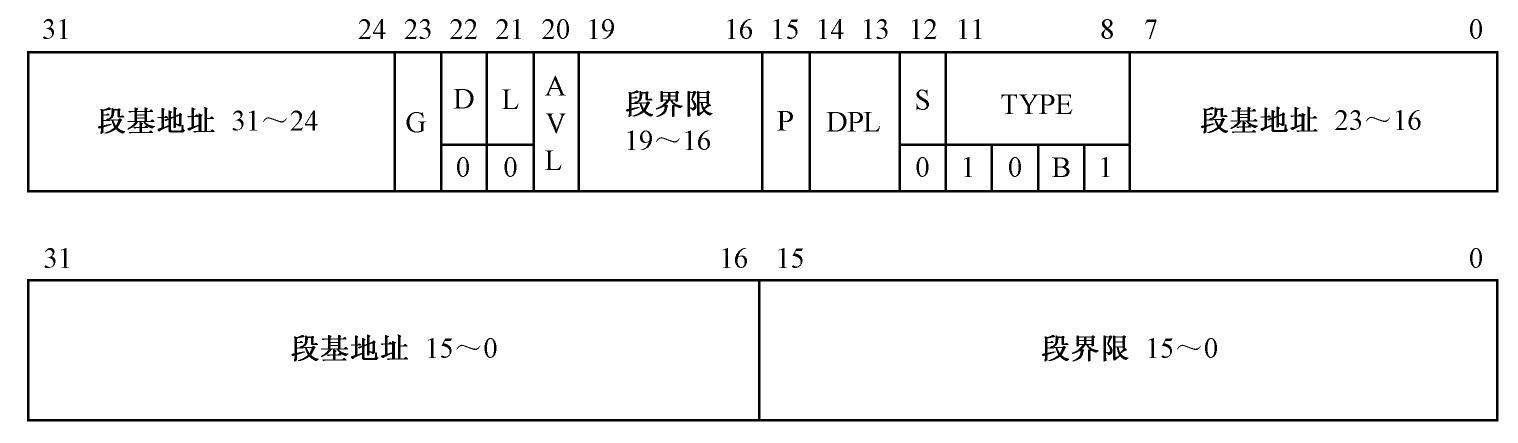 31 24 23 22 21 20 19 16 15 14 13 12 11 8 7 0
段基地址 31～24 G D L AVL 段界限 19～16 P DPL S TYPE 段基地址 23～16
0 0 0 1 0 B 1
31 16 15 0
段基地址 15～0 段界限 15～0